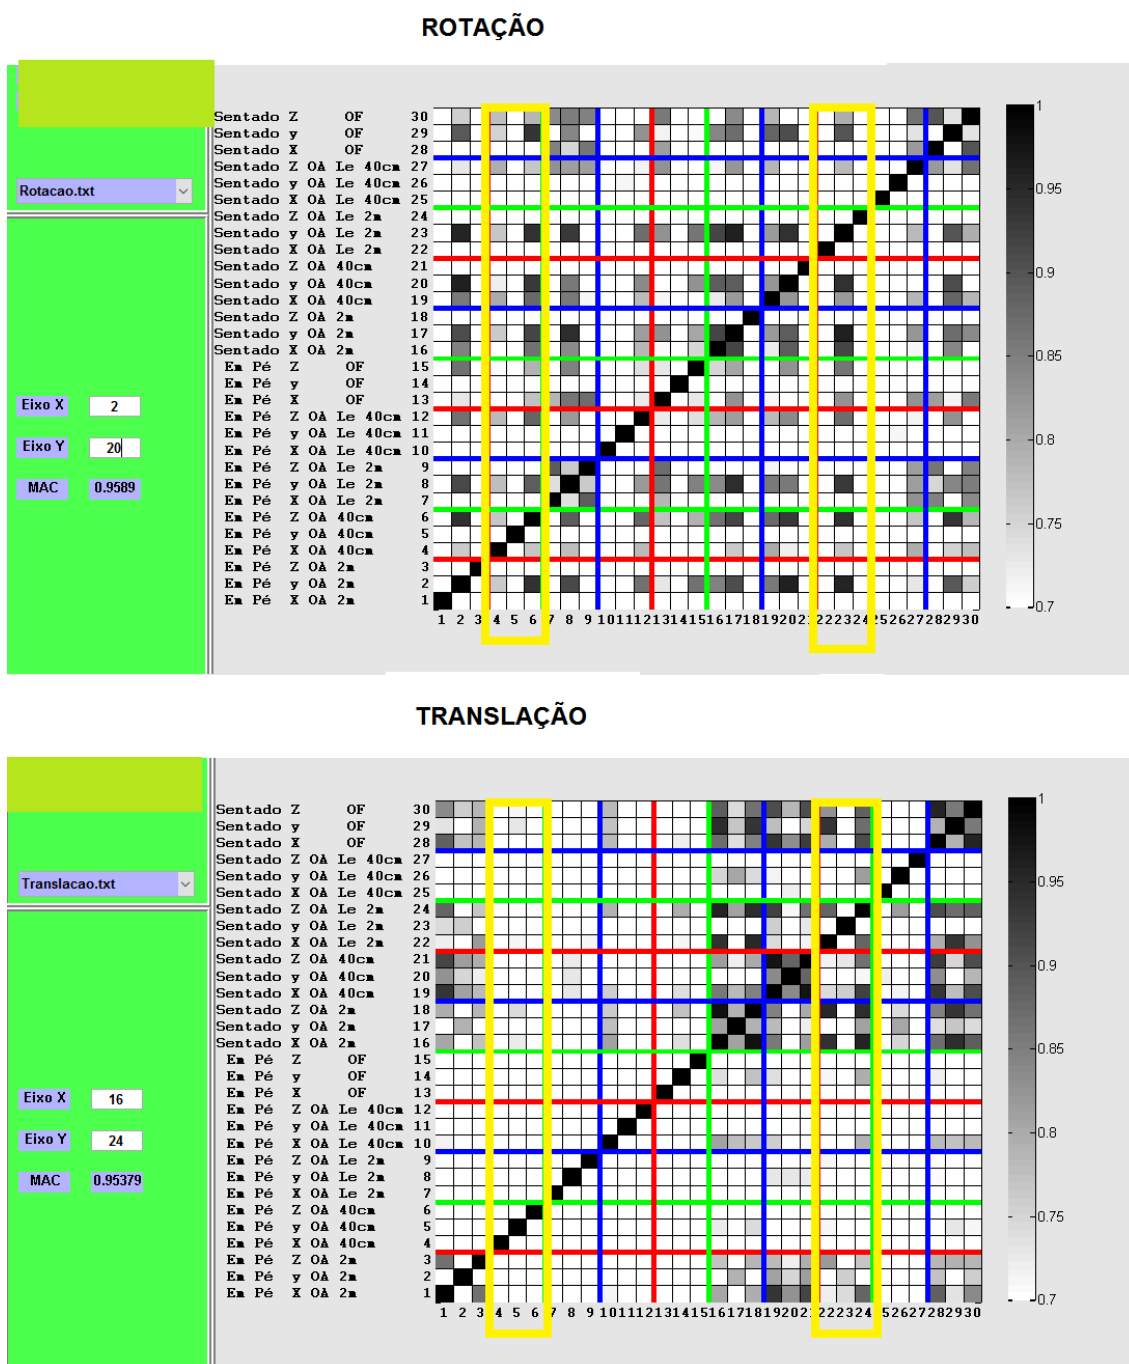 ROTAÇÃO
Sentado Z OF 30
Sentado y OF 29
Sentado X OF 28
Sentado Z OA Le 40cm 27
Sentado y OA Le 40cm 26
Sentado X OA Le 40cm 25
Sentado Z OA Le 2m 24
Sentado y OA Le 2m 23
Sentado X OA Le 2m 22
Sentado Z OA 40cm 21
Sentado y OA 40cm 20
Sentado X OA 40cm 19
Sentado Z OA 2m 18
Sentado y OA 2m 17
Sentado X OA 2m 16
Em Pé Z OF 15
Em Pé y OF 14
Em Pé X OF 13
Em Pé Z OA Le 40cm 12
Em Pé y OA Le 40cm 11
Em Pé X OA Le 40cm 10
Em Pé Z OA Le 2m 9
Em Pé y OA Le 2m 8
Em Pé X OA Le 2m 7
Em Pé Z OA 40cm 6
Em Pé y OA 40cm 5
Em Pé X OA 40cm 4
Em Pé Z OA 2m 3
Em Pé y OA 2m 2
Em Pé X OA 2m 1
1 2 3 4 5 6 7 8 9 10 11 12 13 14 15 16 17 18 19 20 21 22 23 24 25 26 27 28 29 30
1
0.95
0.9
0.85
0.8
0.75
0.7
Rotacao.txt
Eixo X 2
Eixo Y 20
MAC 0.9589
TRANSLAÇÃO
Sentado Z OF 30
Sentado y OF 29
Sentado X OF 28
Sentado Z OA Le 40cm 27
Sentado y OA Le 40cm 26
Sentado X OA Le 40cm 25
Sentado Z OA Le 2m 24
Sentado y OA Le 2m 23
Sentado X OA Le 2m 22
Sentado Z OA 40cm 21
Sentado y OA 40cm 20
Sentado X OA 40cm 19
Sentado Z OA 2m 18
Sentado y OA 2m 17
Sentado X OA 2m 16
Em Pé Z OF 15
Em Pé y OF 14
Em Pé X OF 13
Em Pé Z OA Le 40cm 12
Em Pé y OA Le 40cm 11
Em Pé X OA Le 40cm 10
Em Pé Z OA Le 2m 9
Em Pé y OA Le 2m 8
Em Pé X OA Le 2m 7
Em Pé Z OA 40cm 6
Em Pé y OA 40cm 5
Em Pé X OA 40cm 4
Em Pé Z OA 2m 3
Em Pé y OA 2m 2
Em Pé X OA 2m 1
1 2 3 4 5 6 7 8 9 10 11 12 13 14 15 16 17 18 19 20 21 22 23 24 25 26 27 28 29 30
1
0.95
0.9
0.85
0.8
0.75
0.7
Translacao.txt
Eixo X 16
Eixo Y 24
MAC 0.95379